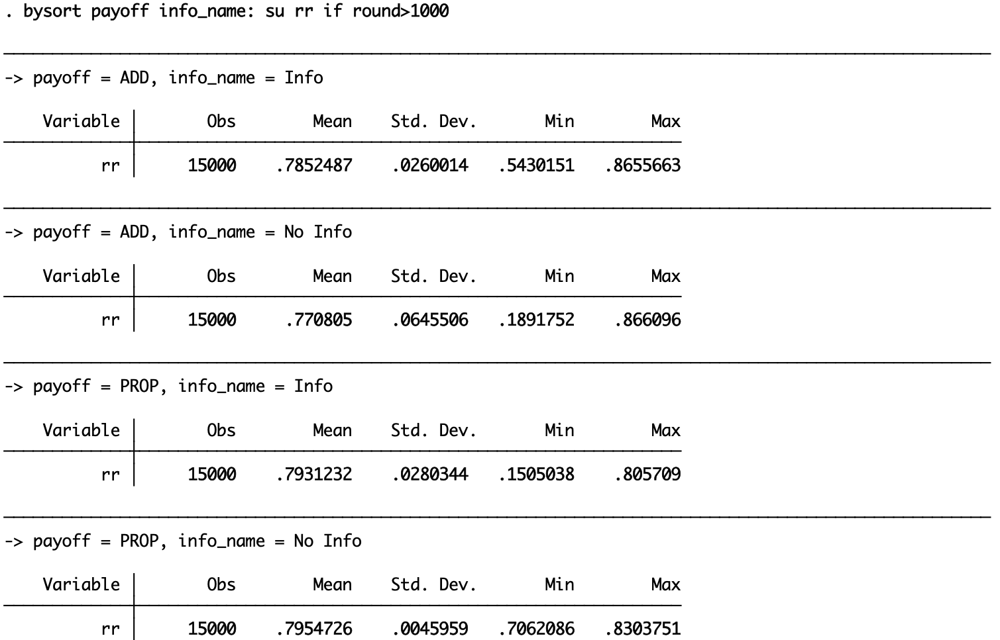 . bysort payoff info_name: su rr if round>1000
-> payoff = ADD, info_name = Info
Variable | Obs Mean Std. Dev. Min Max
rr | 15000 .7852487 .0260014 .5430151 .8655663
-> payoff = ADD, info_name = No Info
Variable | Obs Mean Std. Dev. Min Max
rr | 15000 .770805 .0645506 .1891752 .866096
-> payoff = PROP, info_name = Info
Variable | Obs Mean Std. Dev. Min Max
rr | 15000 .7931232 .0280344 .1505038 .805709
-> payoff = PROP, info_name = No Info
Variable | Obs Mean Std. Dev. Min Max
rr | 15000 .7954726 .0045959 .7062086 .8303751